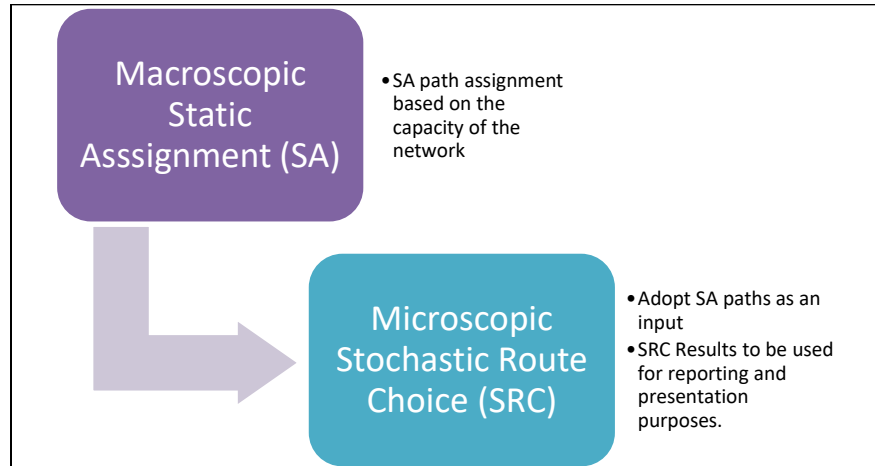 Macroscopic
Static
Asssignment (SA)
•SA path assignment
based on the
capacity of the
network
Microscopic
Stochastic Route
Choice (SRC)
•Adopt SA paths as an
input
•SRC Results to be used
for reporting and
presentation
purposes.